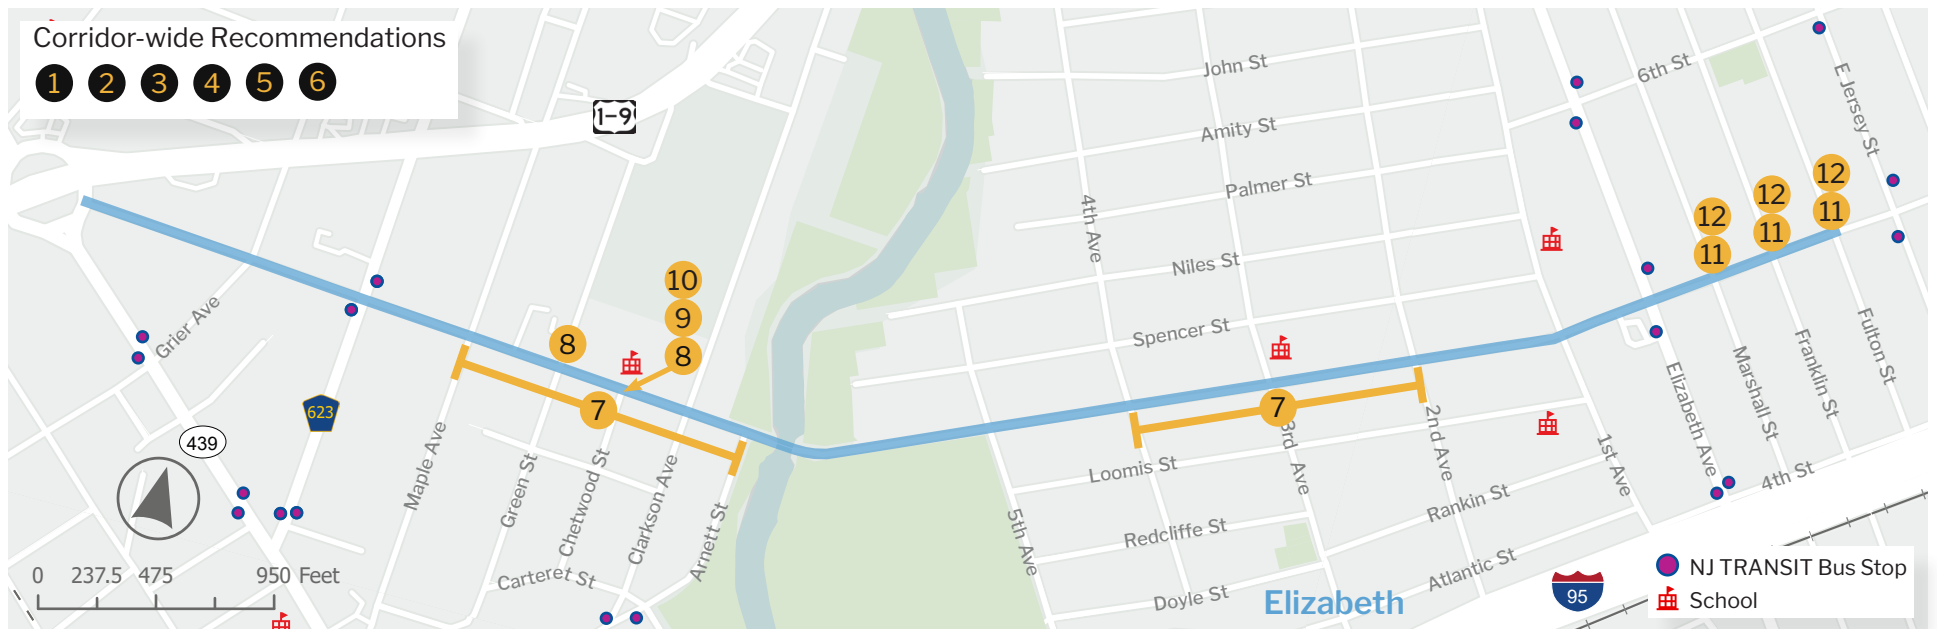 Corridor-wide Recommendations
1 2 3 4 5 6
1-9
John St
6th St
E Jersey St
Amity St
Palmer St
4th Ave
Niles St
Spencer St
12
11
12
11
12
11
10
9
8
8
7
7
Grier Ave
623
439
Maple Ave
Green St
Chetwood St
Clarkson Ave
Arnett St
Carteret St
5th Ave
Loomis St
Redcliffe St
Doyle St
3rd Ave
2nd Ave
Rankin St
Atlantic St
1st Ave
Elizabeth Ave
Marshall St
Franklin St
Fulton St
4th St
Elizabeth
95
0 237.5 475 950 Feet
NJ TRANSIT Bus Stop
School